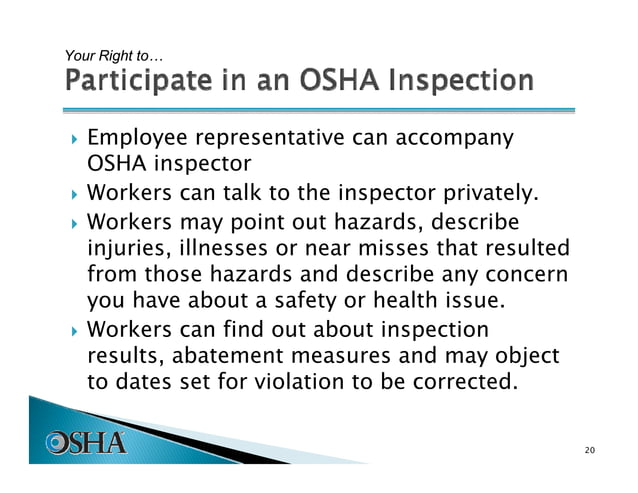 Your Right to…
Participate in an OSHA Inspection
Employee representative can accompany
OSHA inspector
Workers can talk to the inspector privately.
Workers may point out hazards, describe
injuries, illnesses or near misses that resulted
from those hazards and describe any concern
you have about a safety or health issue.
Workers can find out about inspection
results, abatement measures and may object
to dates set for violation to be corrected.
OSHA
20